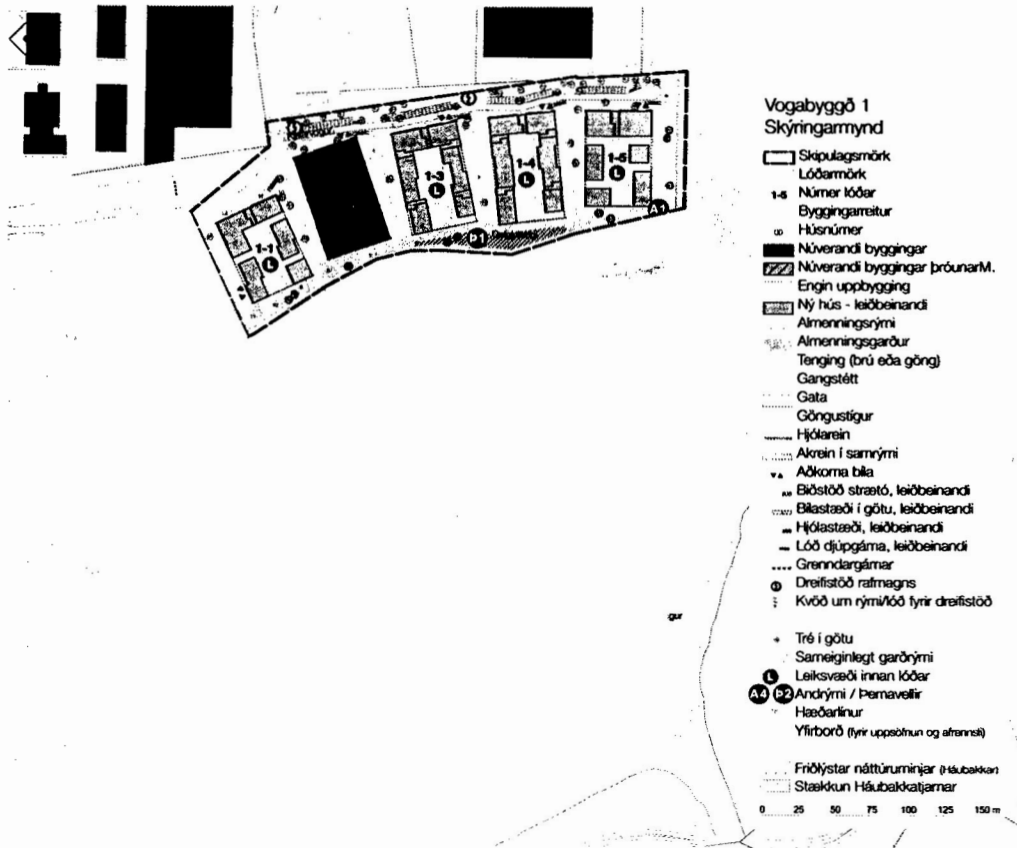 Vogabyggð 1
Skýringarmynd
Skipulagsmörk
Lóðarmörk
1-5 Númer lóðar
Byggingarreitur
Húsnúmer
Núverandi byggingar
Núverandi byggingar þróunarM.
Engin uppbygging
Ný hús - leiðbeinandi
Almenningsrými
Almenningsgarður
Tenging (brú eða göng)
Gangstétt
Gata
Göngustígur
Hjólarein
Akrein í samrými
Aðkoma bíla
Biðstöð strætó, leiðbeinandi
Bílastæði í götu, leiðbeinandi
Hjólastæði, leiðbeinandi
Lóð djúpgáma, leiðbeinandi
Grenndargámar
Dreifistöð rafmagns
Kvöð um rými/lóð fyrir dreifistöð
Tré í götu
Sameiginlegt garðrými
L Leiksvæði innan lóðar
A4 Þ2 Andrými / Þernavellir
Hæðarlínur
Yfirborð (fyrir uppsöfnun og afrennsli)
Friðlýstar náttúruminjar (Háubakkar)
Stækkun Háubakkatjarnar
0 25 50 75 100 125 150 m
1-1
L
1-3
L
1-4
L
1-5
L
A1
Þ1
gur